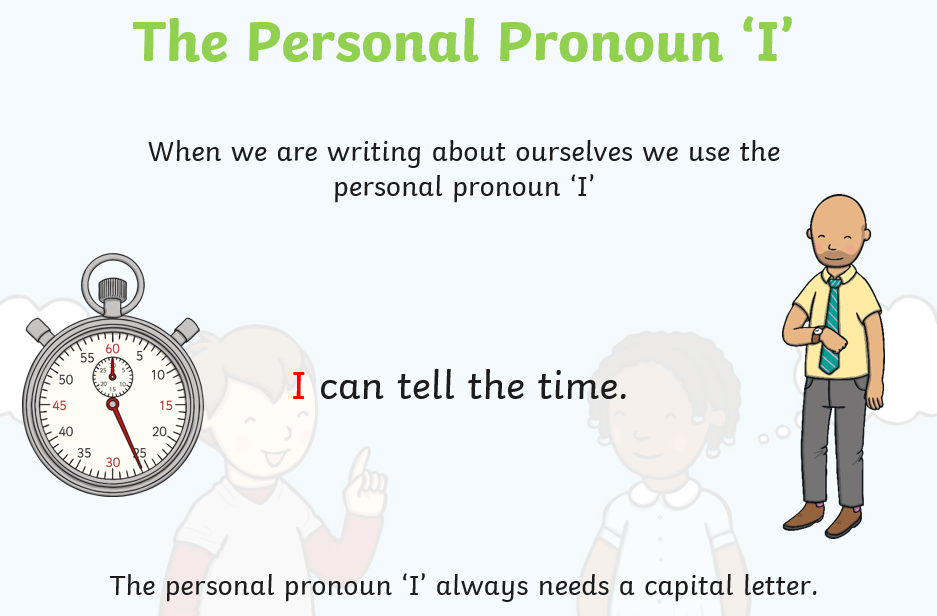 The Personal Pronoun ‘I’
When we are writing about ourselves we use the
personal pronoun ‘I’
60
55
5
50
10
45
15
40
20
35
25
30
I can tell the time.
The personal pronoun ‘I’ always needs a capital letter.